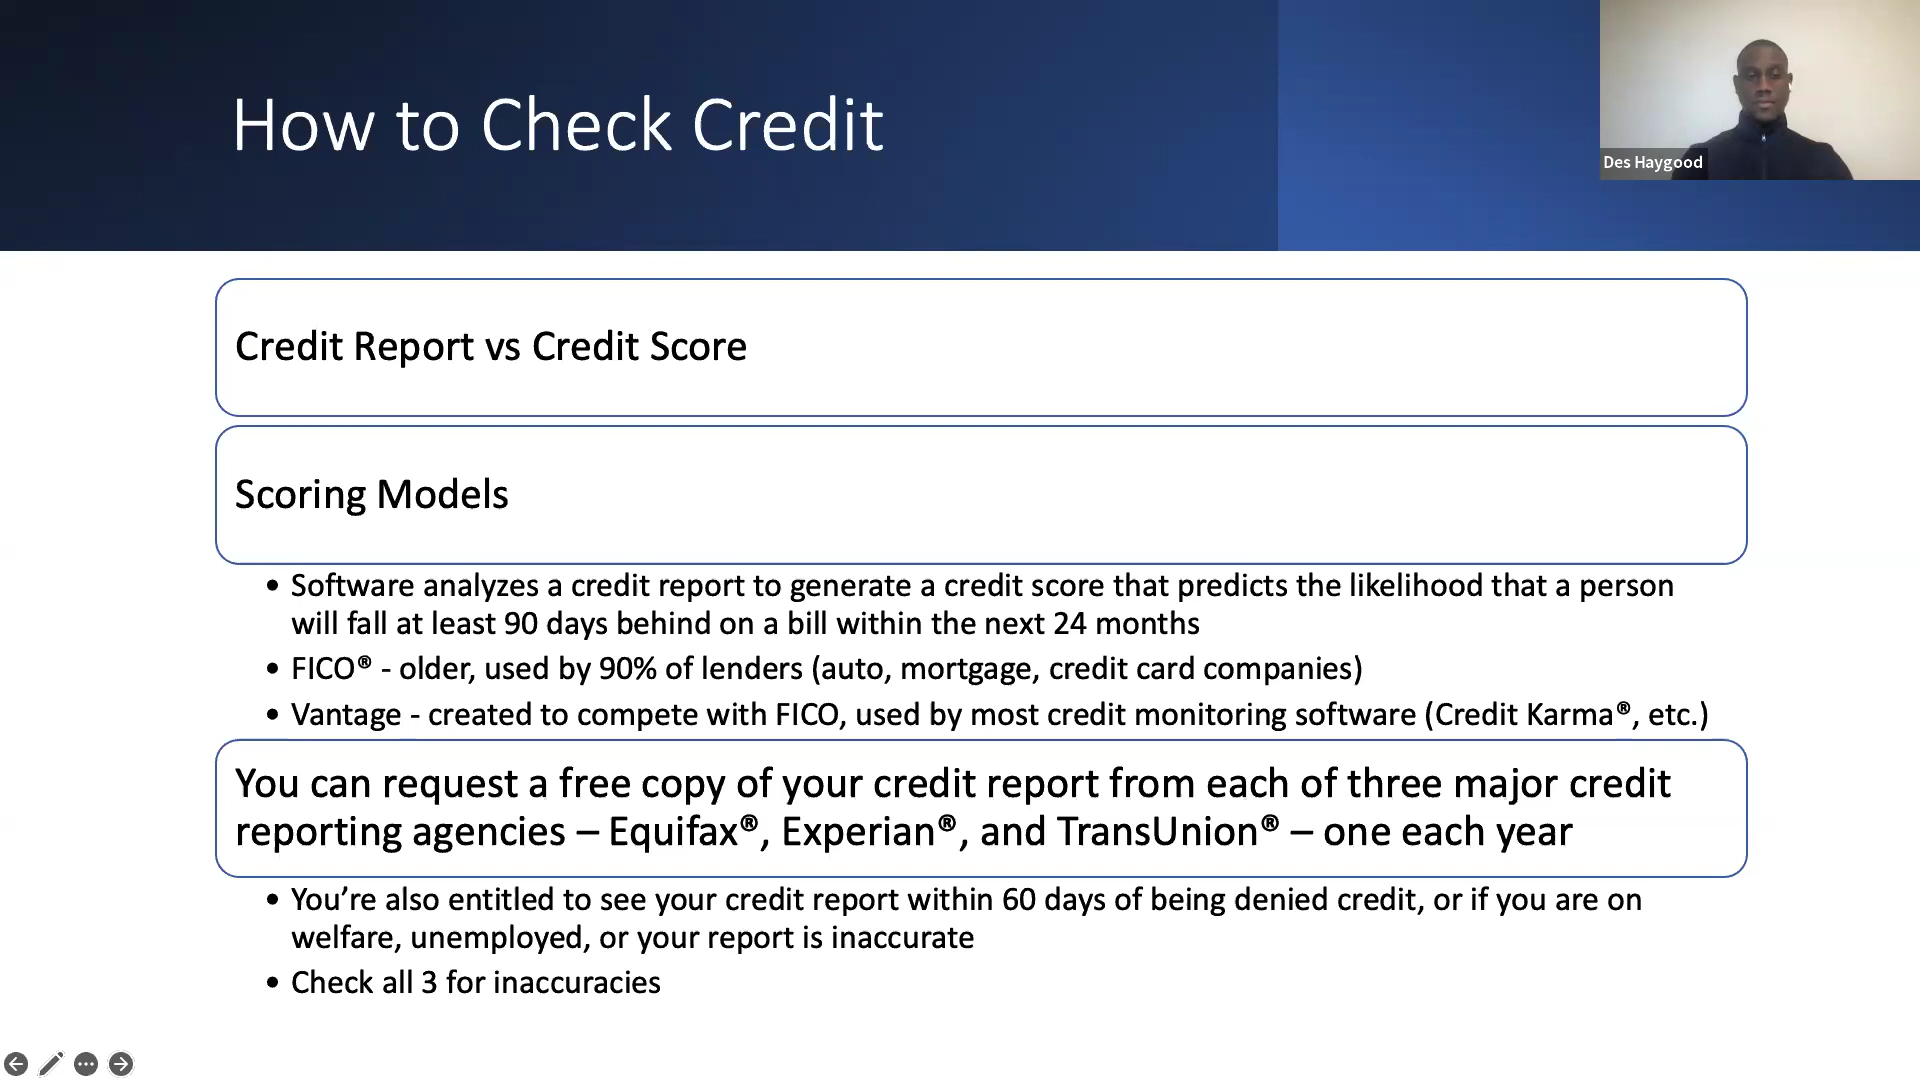 How to Check Credit
Des Haygood
Credit Report vs Credit Score
Scoring Models
• Software analyzes a credit report to generate a credit score that predicts the likelihood that a person
will fall at least 90 days behind on a bill within the next 24 months
• FICO® - older, used by 90% of lenders (auto, mortgage, credit card companies)
• Vantage - created to compete with FICO, used by most credit monitoring software (Credit Karma®, etc.)
You can request a free copy of your credit report from each of three major credit
reporting agencies – Equifax®, Experian®, and TransUnion® – one each year
• You’re also entitled to see your credit report within 60 days of being denied credit, or if you are on
welfare, unemployed, or your report is inaccurate
• Check all 3 for inaccuracies